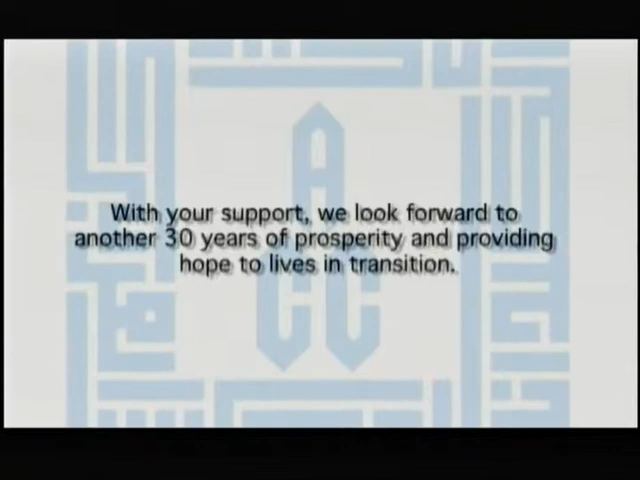 A
CC
With your support, we look forward to
another 30 years of prosperity and providing
hope to lives in transition.